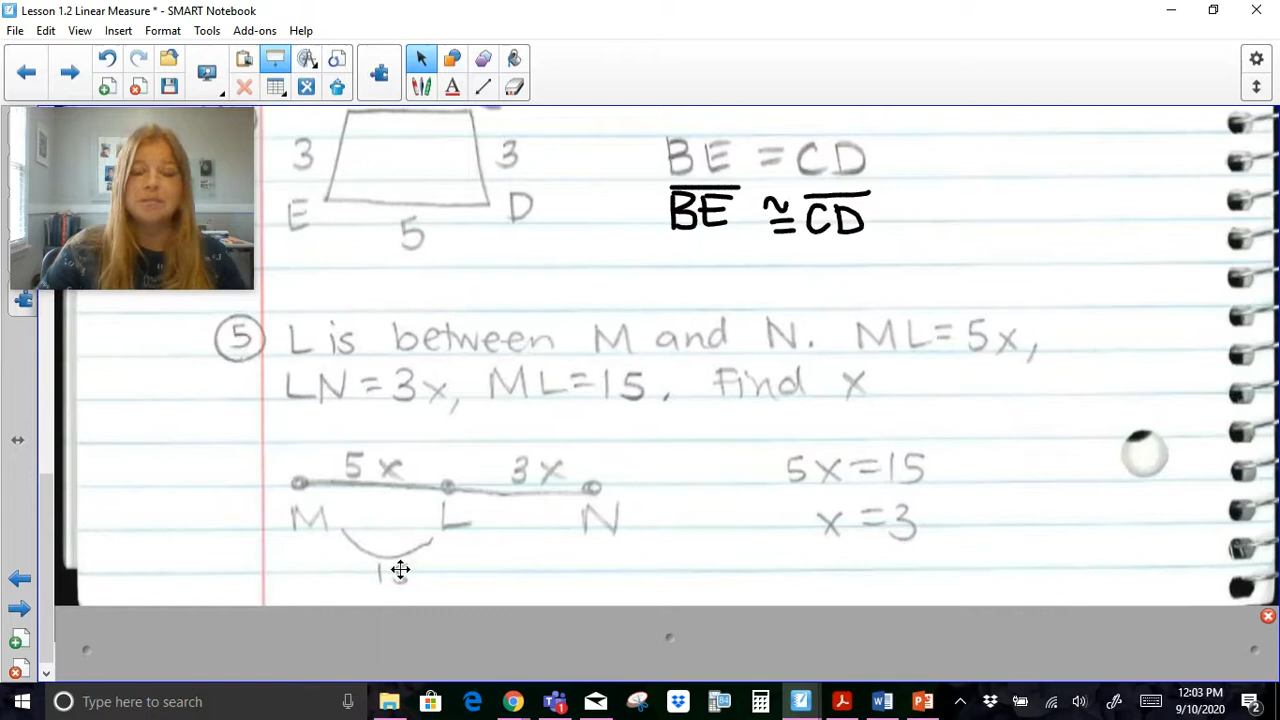 Lesson 1.2 Linear Measure * - SMART Notebook
File Edit View Insert Format Tools Add-ons Help
3 3
E D
5
BE = CD
BE ≅ CD
5 L is between M and N. ML=5x,
LN=3x, ML=15. Find x
5x 3x
M L N
15
5x=15
x=3
Type here to search
12:03 PM
9/10/2020
2